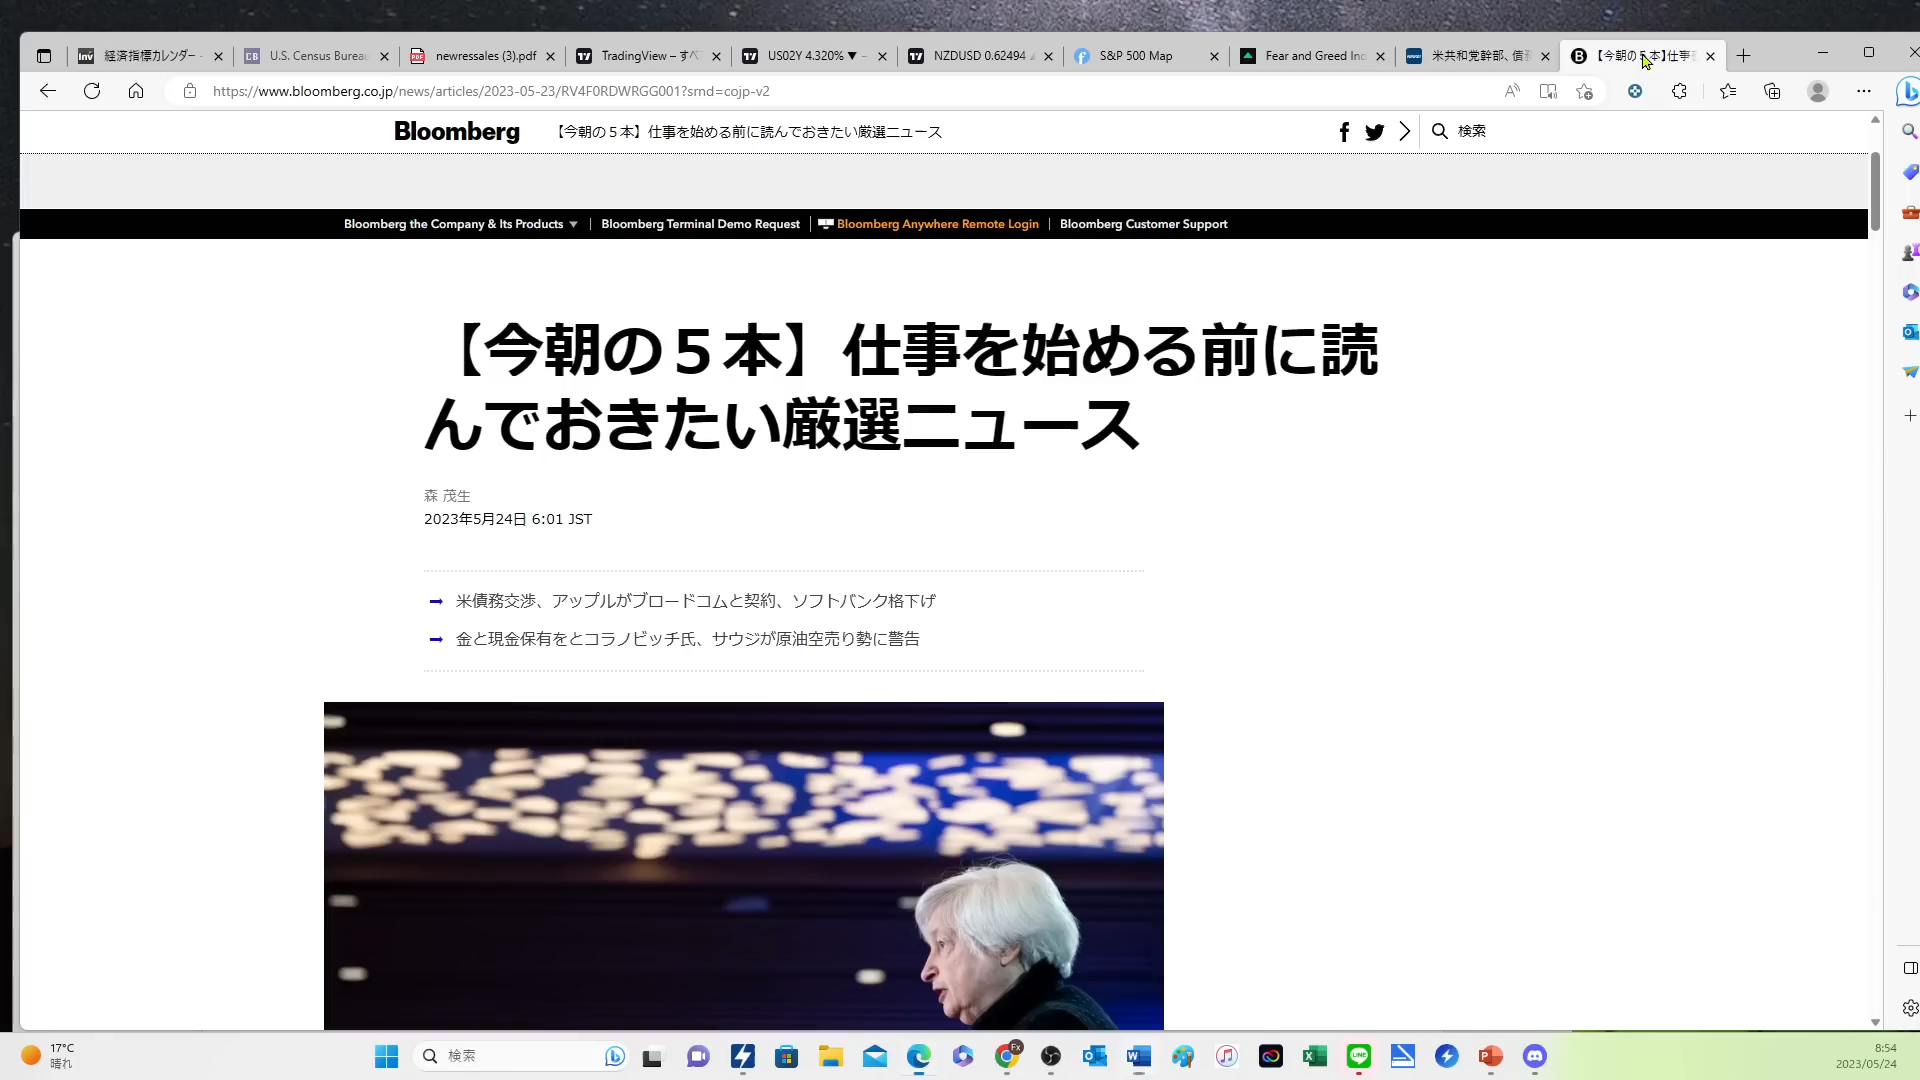 経済指標カレンダー -
U.S. Census Bureau
newressales (3).pdf
TradingView – すべ
US02Y 4.320% ▼ –
NZDUSD 0.62494
S&P 500 Map
Fear and Greed Ind
米共和党幹部、債務
【今朝の5本】仕事を
https://www.bloomberg.co.jp/news/articles/2023-05-23/RV4F0RDWRGG001?srnd=cojp-v2
Bloomberg
【今朝の５本】仕事を始める前に読んでおきたい厳選ニュース
検索
Bloomberg the Company & Its Products ▼ | Bloomberg Terminal Demo Request | Bloomberg Anywhere Remote Login | Bloomberg Customer Support
【今朝の５本】仕事を始める前に読
んでおきたい厳選ニュース
森 茂生
2023年5月24日 6:01 JST
米債務交渉、アップルがブロードコムと契約、ソフトバンク格下げ
金と現金保有をとコラノビッチ氏、サウジが原油空売り勢に警告
17°C
晴れ
検索
8:54
2023/05/24